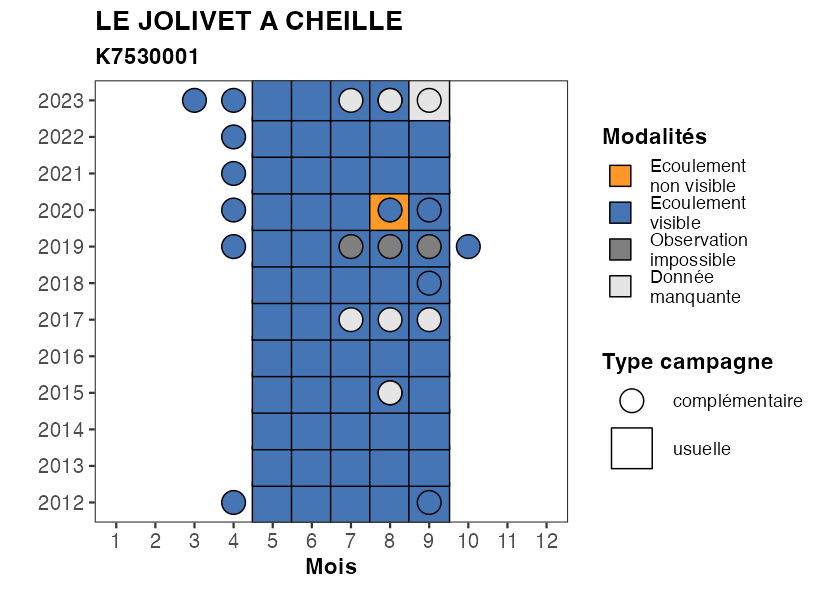 LE JOLIVET A CHEILLE
K7530001
2023
2022
2021
2020
2019
2018
2017
2016
2015
2014
2013
2012
1 2 3 4 5 6 7 8 9 10 11 12
Mois
Modalités
Ecoulement
non visible
Ecoulement
visible
Observation
impossible
Donnée
manquante
Type campagne
complémentaire
usuelle